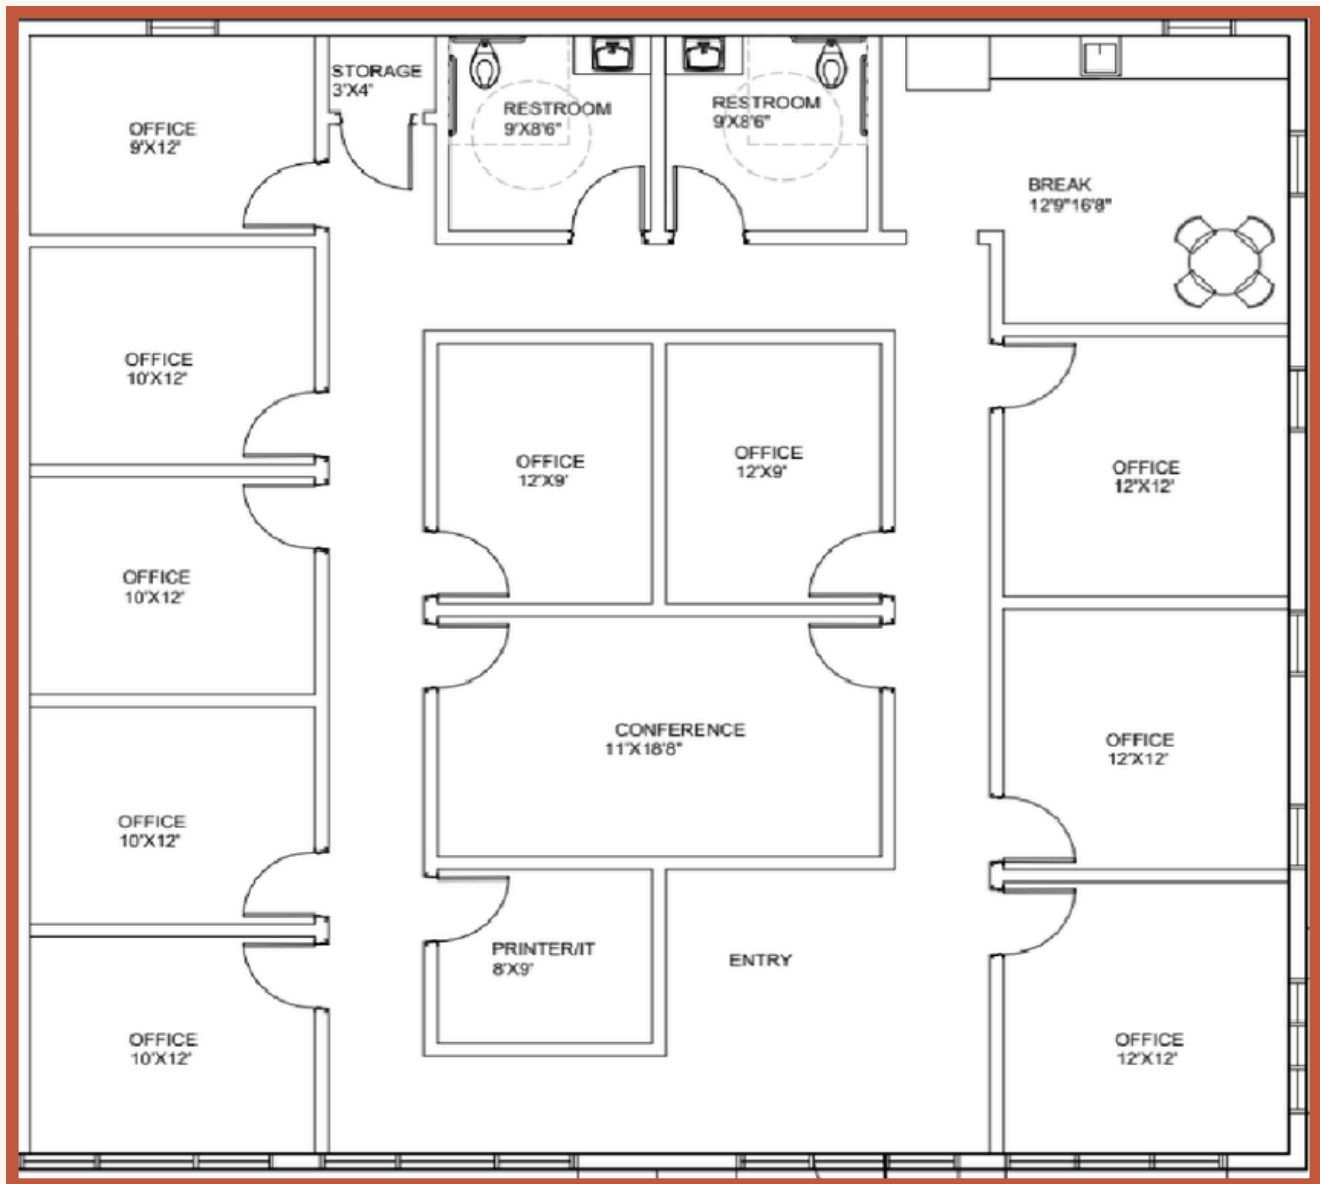 STORAGE
3'X4'
RESTROOM
9'X8'6"
RESTROOM
9'X8'6"
OFFICE
9'X12'
BREAK
12'9"16'8"
OFFICE
10'X12'
OFFICE
12'X9'
OFFICE
12'X9'
OFFICE
12'X12'
OFFICE
10'X12'
CONFERENCE
11'X18'8"
OFFICE
12'X12'
OFFICE
10'X12'
PRINTER/IT
8'X9'
ENTRY
OFFICE
10'X12'
OFFICE
12'X12'